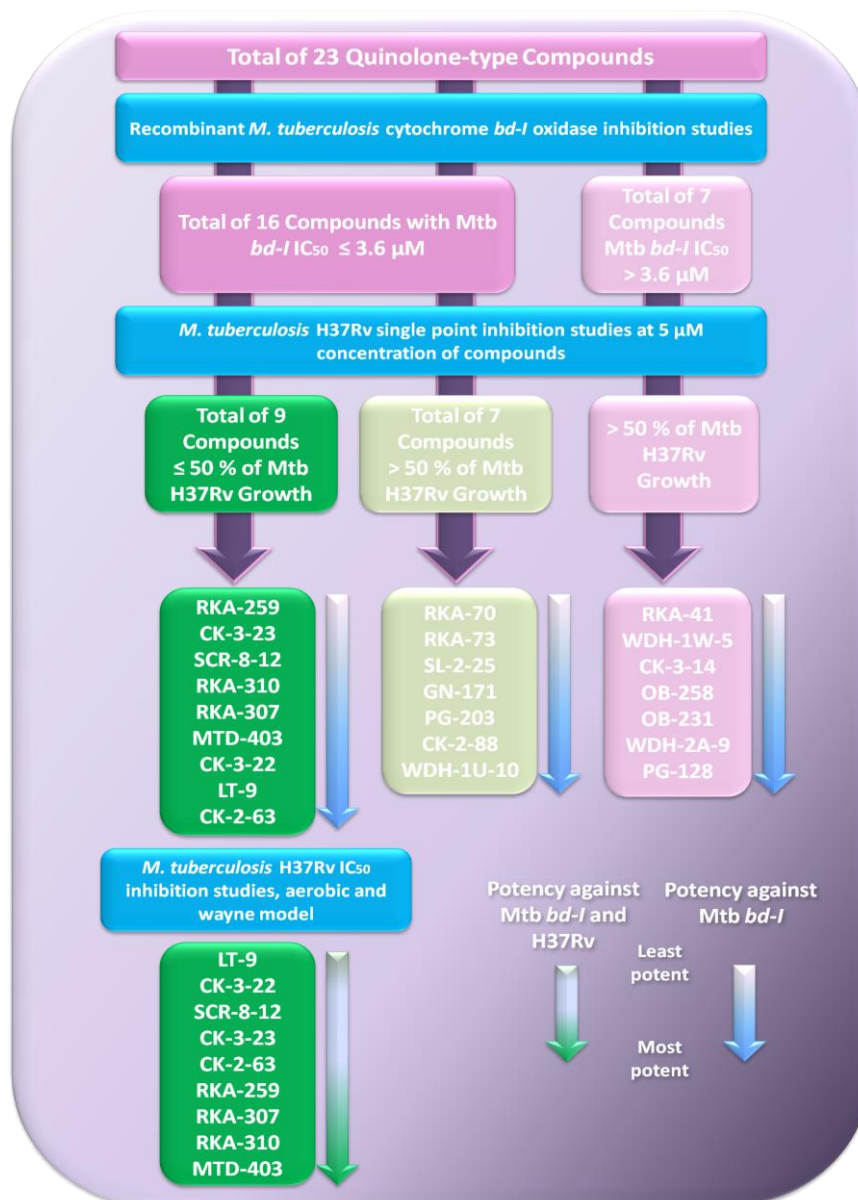 Total of 23 Quinolone-type Compounds
Recombinant M. tuberculosis cytochrome bd-I oxidase inhibition studies
Total of 16 Compounds with Mtb
bd-I IC₅₀ ≤ 3.6 µM
Total of 7
Compounds
Mtb bd-I IC₅₀
> 3.6 µM
M. tuberculosis H37Rv single point inhibition studies at 5 µM
concentration of compounds
Total of 9
Compounds
≤ 50 % of Mtb
H37Rv Growth
Total of 7
Compounds
> 50 % of Mtb
H37Rv Growth
> 50 % of Mtb
H37Rv
Growth
RKA-259
CK-3-23
SCR-8-12
RKA-310
RKA-307
MTD-403
CK-3-22
LT-9
CK-2-63
RKA-70
RKA-73
SL-2-25
GN-171
PG-203
CK-2-88
WDH-1U-10
RKA-41
WDH-1W-5
CK-3-14
OB-258
OB-231
WDH-2A-9
PG-128
M. tuberculosis H37Rv IC₅₀
inhibition studies, aerobic and
wayne model
LT-9
CK-3-22
SCR-8-12
CK-3-23
CK-2-63
RKA-259
RKA-307
RKA-310
MTD-403
Potency against
Mtb bd-I and
H37Rv
Potency against
Mtb bd-I
Least
potent
Most
potent